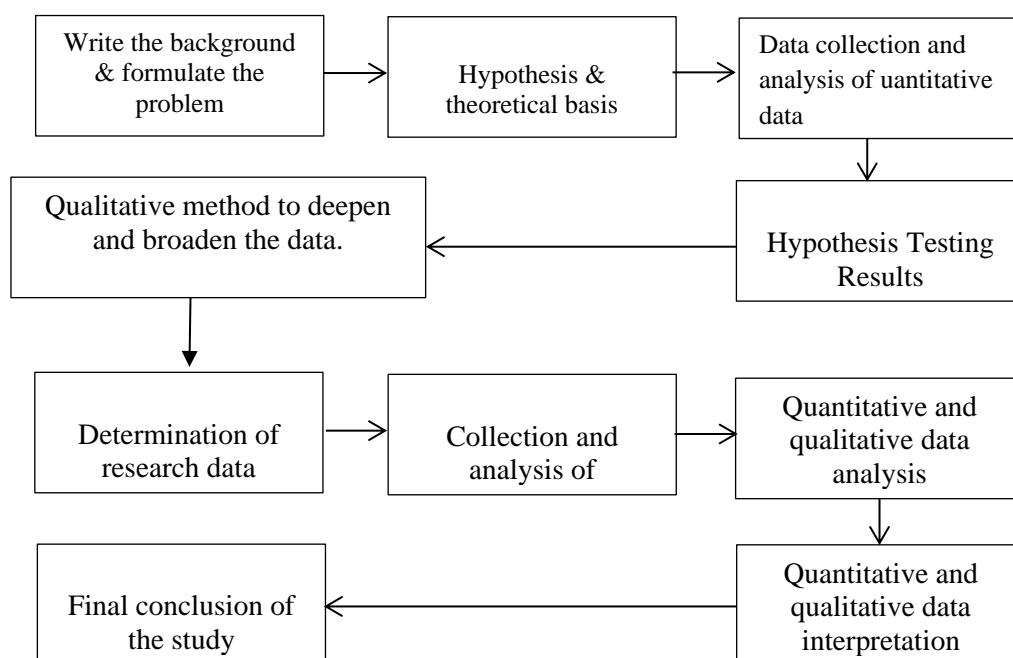 Write the background
& formulate the
problem
Hypothesis &
theoretical basis
Data collection and
analysis of uantitative
data
Hypothesis Testing
Results
Qualitative method to deepen
and broaden the data.
Determination of
research data
Collection and
analysis of
Quantitative and
qualitative data
analysis
Quantitative and
qualitative data
interpretation
Final conclusion of
the study